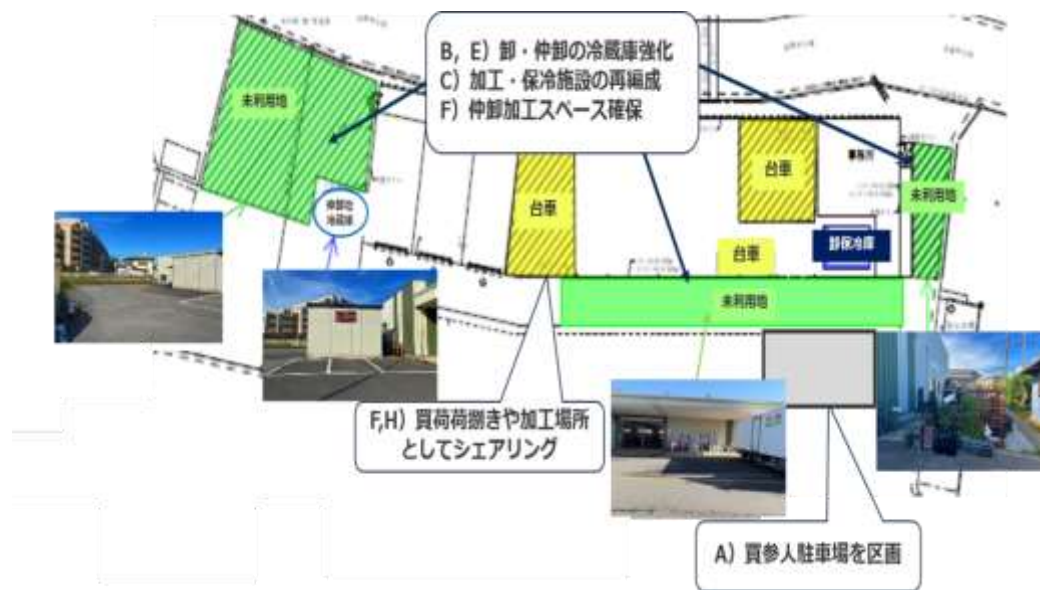 B, E）卸・仲卸の冷蔵庫強化
C）加工・保冷施設の再編成
F）仲卸加工スペース確保
未利用地
台車
台車
事務所
未利用地
仲卸他
冷蔵庫
台車
卸保冷庫
未利用地
F,H）買荷荷捌きや加工場所
としてシェアリング
A）買参人駐車場を区画